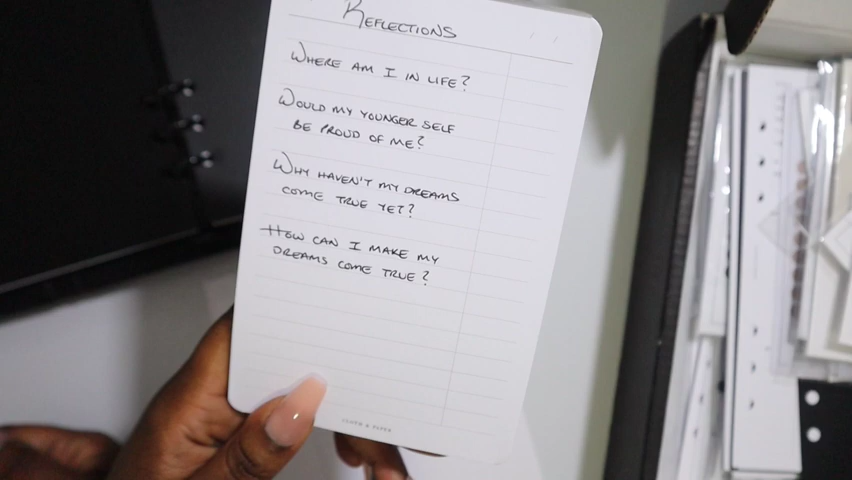 REFLECTIONS
WHERE AM I IN LIFE?
WOULD MY YOUNGER SELF
BE PROUD OF ME?
WHY HAVEN'T MY DREAMS
COME TRUE YET?
HOW CAN I MAKE MY
DREAMS COME TRUE?